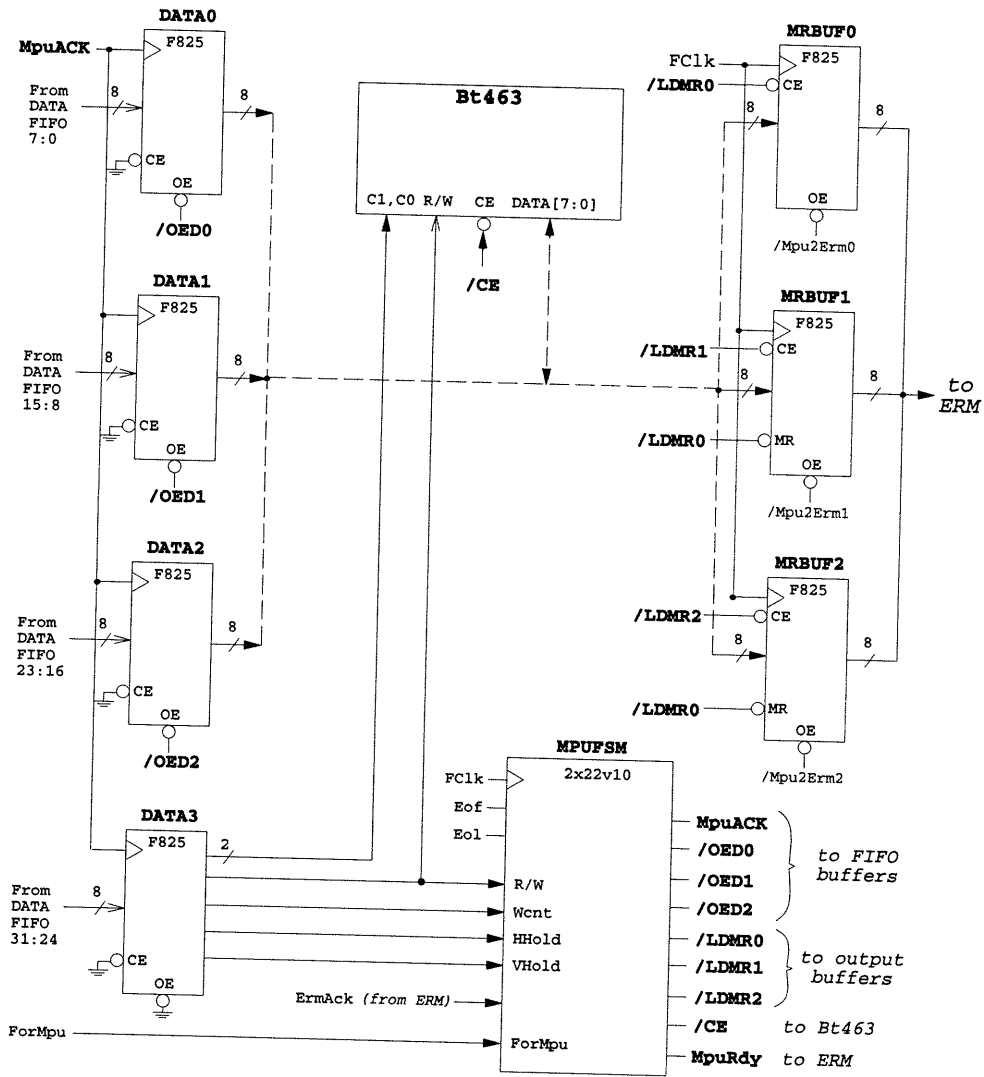 DATA0
F825
MpuACK
From
DATA
FIFO
7:0
8
8
CE
OE
/OED0
DATA1
F825
From
DATA
FIFO
15:8
8
8
CE
OE
/OED1
DATA2
F825
From
DATA
FIFO
23:16
8
8
CE
OE
/OED2
DATA3
F825
2
From
DATA
FIFO
31:24
8
CE
OE
ForMpu
Bt463
C1,C0 R/W CE DATA[7:0]
/CE
MRBUF0
F825
FClk
/LDMR0
CE
8
8
OE
/Mpu2Erm0
MRBUF1
F825
/LDMR1
CE
8
8
/LDMR0
MR
OE
/Mpu2Erm1
to
ERM
MRBUF2
F825
/LDMR2
CE
8
8
/LDMR0
MR
OE
/Mpu2Erm2
MPUFSM
2x22v10
FClk
Eof
Eol
R/W
Wcnt
HHold
VHold
ErmAck (from ERM)
ForMpu
MpuACK
/OED0
/OED1
/OED2
to FIFO
buffers
/LDMR0
/LDMR1
/LDMR2
to output
buffers
/CE to Bt463
MpuRdy to ERM